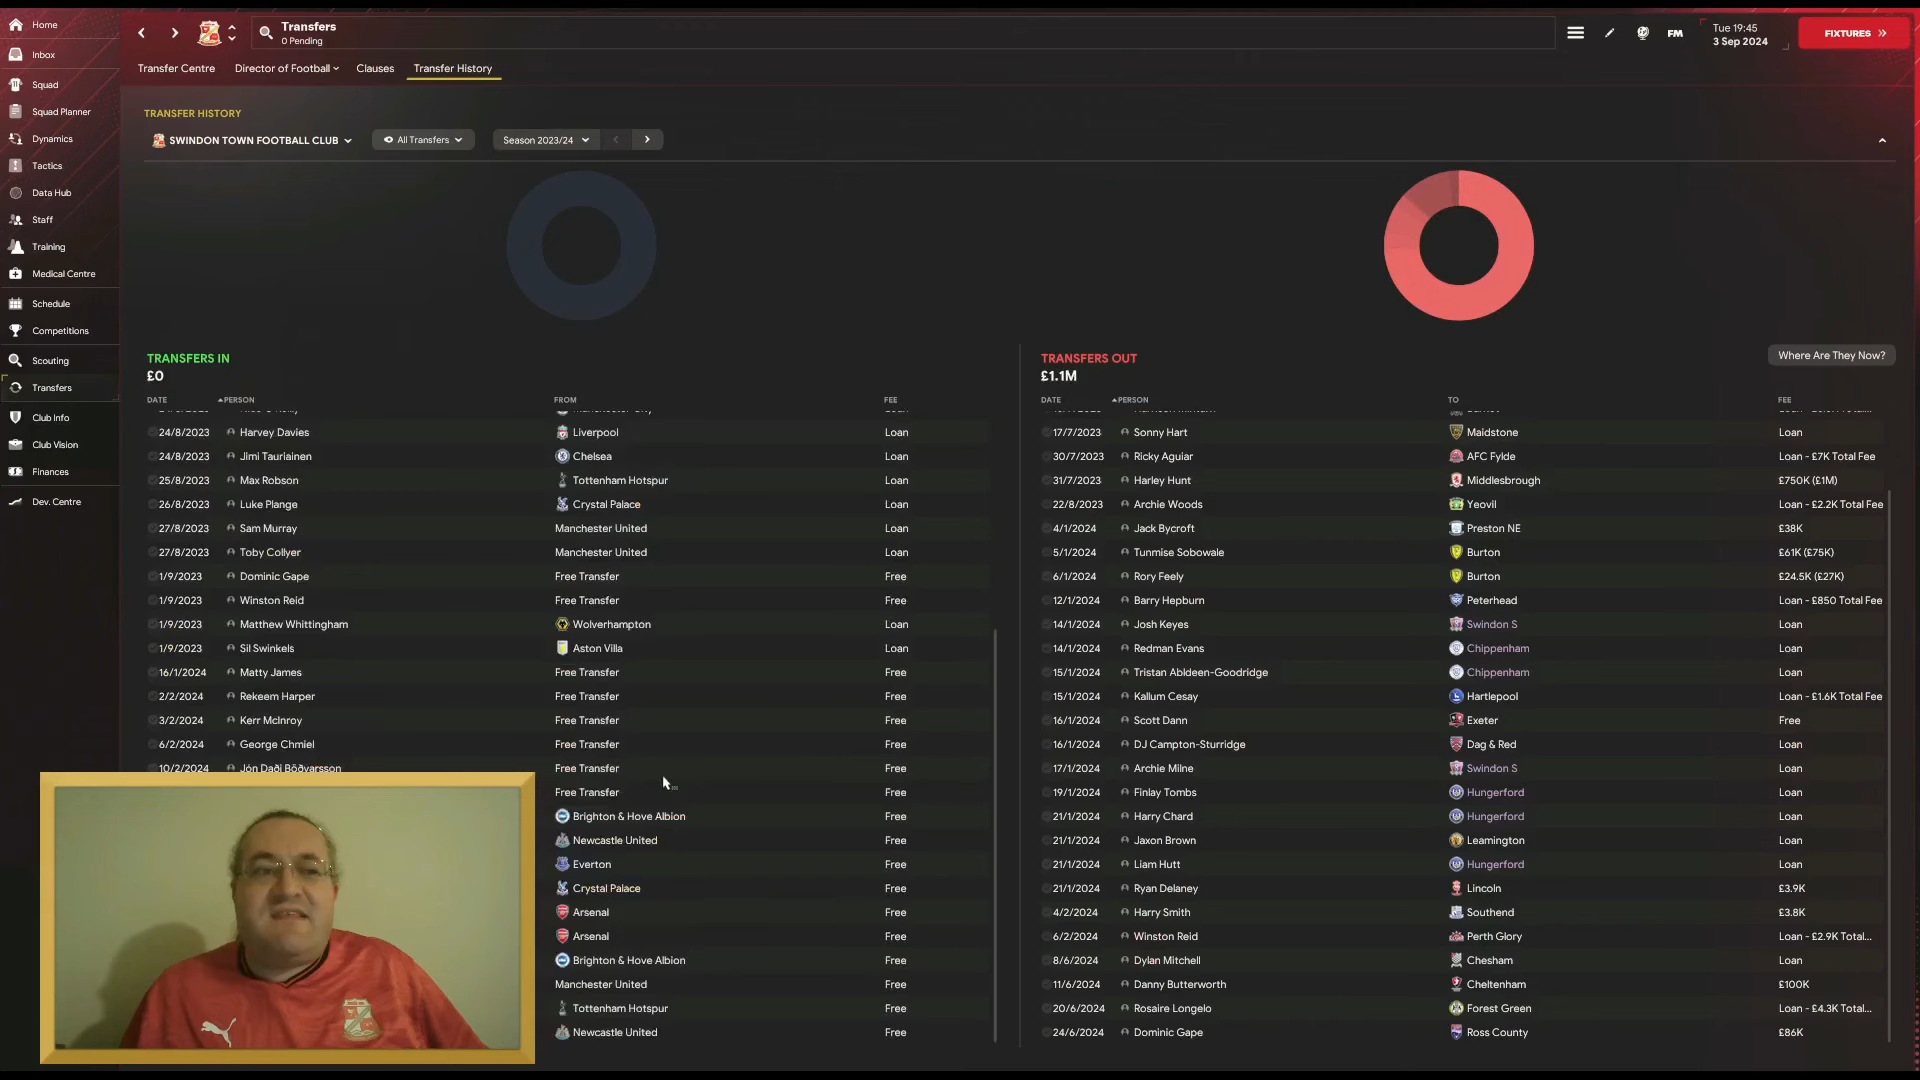 Home
Inbox
Squad
Squad Planner
Dynamics
Tactics
Data Hub
Staff
Training
Medical Centre
Schedule
Competitions
Scouting
Transfers
Club Info
Club Vision
Finances
Dev. Centre
Transfers
0 Pending
FM
Tue 19:45
3 Sep 2024
FIXTURES
Transfer Centre Director of Football Clauses Transfer History
TRANSFER HISTORY
SWINDON TOWN FOOTBALL CLUB All Transfers Season 2023/24
TRANSFERS IN
£0
DATE PERSON FROM FEE
24/8/2023 Harvey Davies Liverpool Loan
24/8/2023 Jimi Tauriainen Chelsea Loan
25/8/2023 Max Robson Tottenham Hotspur Loan
26/8/2023 Luke Plange Crystal Palace Loan
27/8/2023 Sam Murray Manchester United Loan
27/8/2023 Toby Collyer Manchester United Loan
1/9/2023 Dominic Gape Free Transfer Free
1/9/2023 Winston Reid Free Transfer Free
1/9/2023 Matthew Whittingham Wolverhampton Loan
1/9/2023 Sil Swinkels Aston Villa Loan
16/1/2024 Matty James Free Transfer Free
2/2/2024 Rekeem Harper Free Transfer Free
3/2/2024 Kerr McInroy Free Transfer Free
6/2/2024 George Chmiel Free Transfer Free
10/2/2024 Jón Daði Böðvarsson Free Transfer Free
Free Transfer Free
Brighton & Hove Albion Free
Newcastle United Free
Everton Free
Crystal Palace Free
Arsenal Free
Arsenal Free
Brighton & Hove Albion Free
Manchester United Free
Tottenham Hotspur Free
Newcastle United Free
TRANSFERS OUT
£1.1M
Where Are They Now?
DATE PERSON TO FEE
17/7/2023 Sonny Hart Maidstone Loan
30/7/2023 Ricky Aguiar AFC Fylde Loan - £7K Total Fee
31/7/2023 Harley Hunt Middlesbrough £750K (£1M)
22/8/2023 Archie Woods Yeovil Loan - £2.2K Total Fee
4/1/2024 Jack Bycroft Preston NE £38K
5/1/2024 Tunmise Sobowale Burton £61K (£75K)
6/1/2024 Rory Feely Burton £24.5K (£27K)
12/1/2024 Barry Hepburn Peterhead Loan - £850 Total Fee
14/1/2024 Josh Keyes Swindon S Loan
14/1/2024 Redman Evans Chippenham Loan
15/1/2024 Tristan Abldeen-Goodridge Chippenham Loan
15/1/2024 Kallum Cesay Hartlepool Loan - £1.6K Total Fee
16/1/2024 Scott Dann Exeter Free
16/1/2024 DJ Campton-Sturridge Dag & Red Loan
17/1/2024 Archie Milne Swindon S Loan
19/1/2024 Finlay Tombs Hungerford Loan
21/1/2024 Harry Chard Hungerford Loan
21/1/2024 Jaxon Brown Leamington Loan
21/1/2024 Liam Hutt Hungerford Loan
21/1/2024 Ryan Delaney Lincoln £3.9K
4/2/2024 Harry Smith Southend £3.8K
6/2/2024 Winston Reid Perth Glory Loan - £2.9K Total...
8/6/2024 Dylan Mitchell Chesham Loan
11/6/2024 Danny Butterworth Cheltenham £100K
20/6/2024 Rosaire Longelo Forest Green Loan - £4.3K Total...
24/6/2024 Dominic Gape Ross County £86K